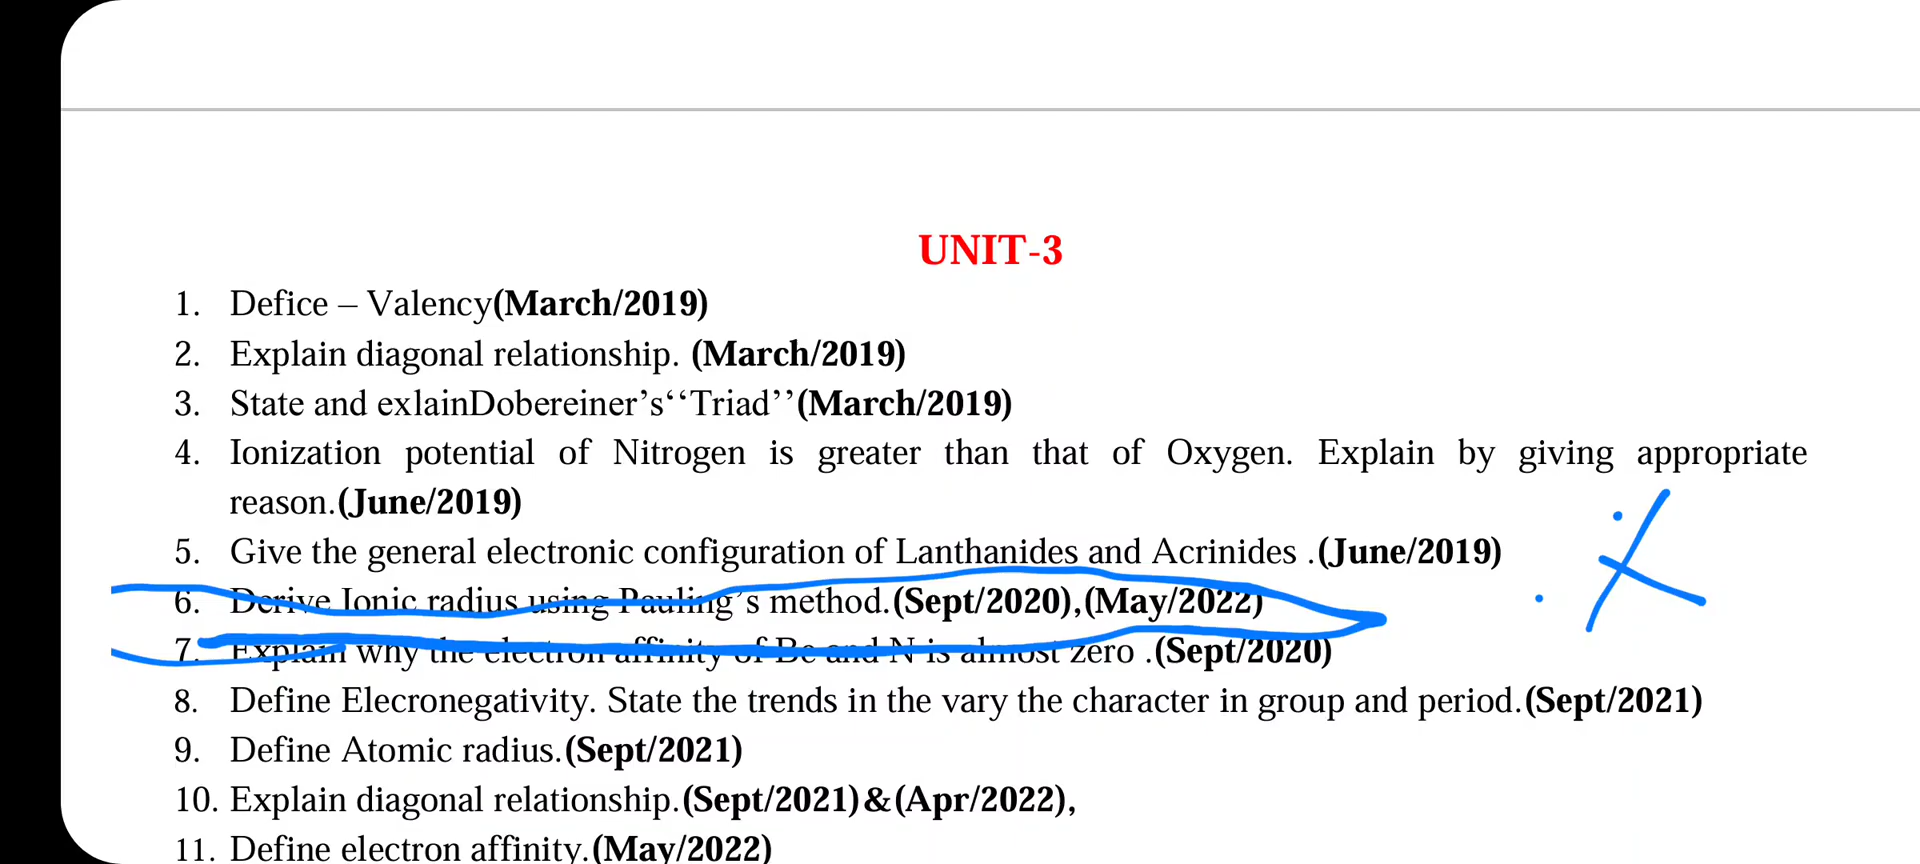 UNIT-3
1. Defice – Valency(March/2019)
2. Explain diagonal relationship. (March/2019)
3. State and exlainDobereiner’s‘‘Triad’’(March/2019)
4. Ionization potential of Nitrogen is greater than that of Oxygen. Explain by giving appropriate
reason.(June/2019)
5. Give the general electronic configuration of Lanthanides and Acrinides .(June/2019)
6. Derive Ionic radius using Pauling’s method.(Sept/2020),(May/2022)
7. Explain why the electron affinity of Be and N is almost zero .(Sept/2020)
8. Define Elecronegativity. State the trends in the vary the character in group and period.(Sept/2021)
9. Define Atomic radius.(Sept/2021)
10. Explain diagonal relationship.(Sept/2021)&(Apr/2022),
11. Define electron affinity.(May/2022)